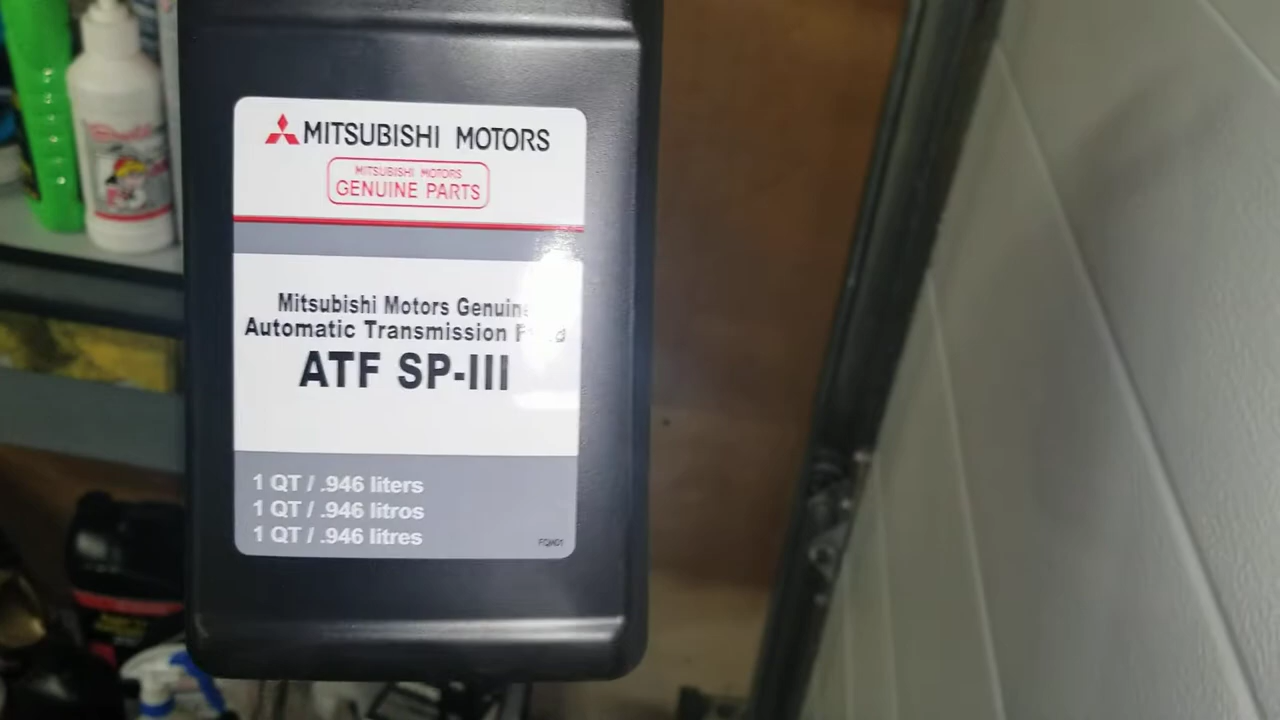 MITSUBISHI MOTORS
MITSUBISHI MOTORS
GENUINE PARTS
Mitsubishi Motors Genuine
Automatic Transmission
ATF SP-III
1 QT / .946 liters
1 QT / .946 litros
1 QT / .946 litres